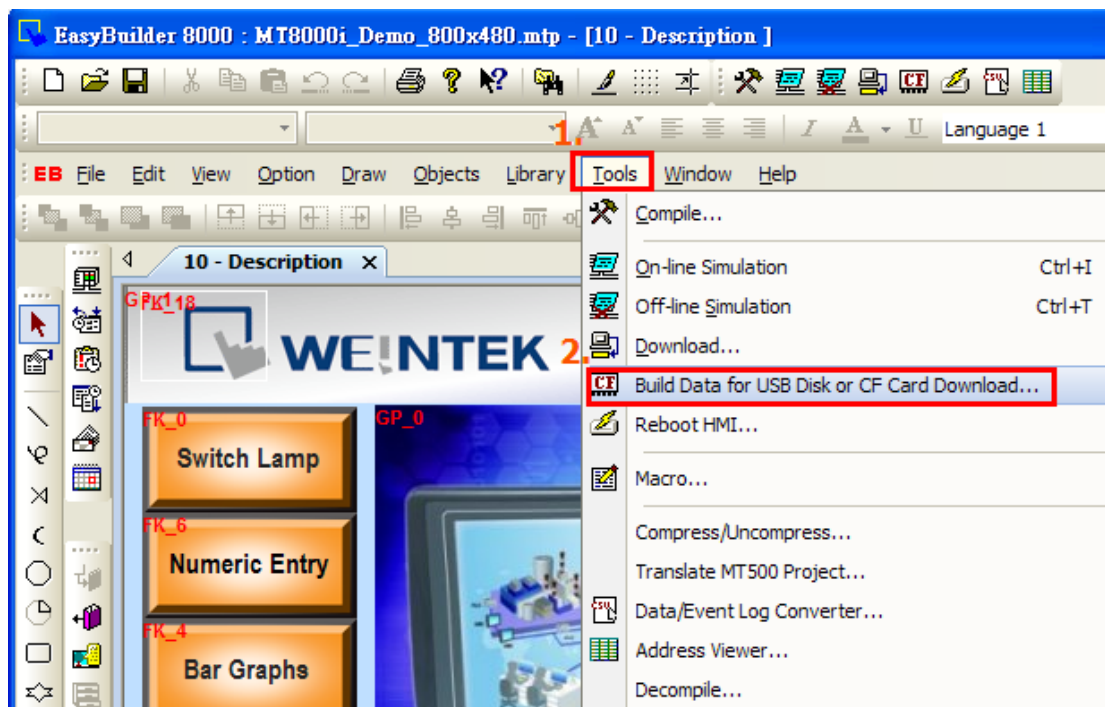 EasyBuilder 8000 : MT8000i_Demo_800x480.mtp - [10 - Description ]
CF
1.
Language 1
EB File Edit View Option Draw Objects Library Tools Window Help
Compile...
10 - Description X
On-line Simulation Ctrl+I
Off-line Simulation Ctrl+T
WEINTEK
2.
Download...
CF Build Data for USB Disk or CF Card Download...
Reboot HMI...
FK_0
GP_0
Switch Lamp
Macro...
FK_6
Numeric Entry
Compress/Uncompress...
Translate MT500 Project...
Data/Event Log Converter...
FK_4
Bar Graphs
Address Viewer...
Decompile...